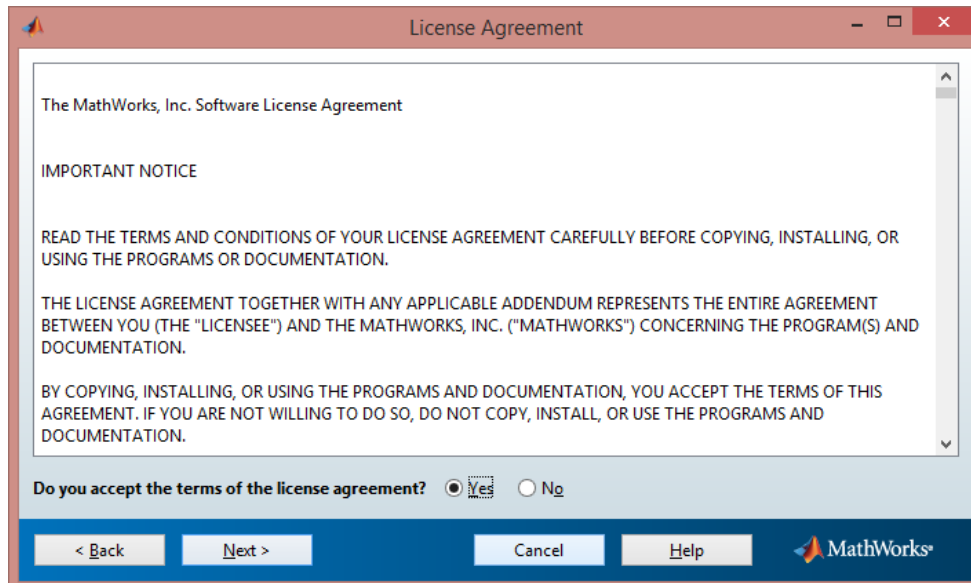 License Agreement
The MathWorks, Inc. Software License Agreement
IMPORTANT NOTICE
READ THE TERMS AND CONDITIONS OF YOUR LICENSE AGREEMENT CAREFULLY BEFORE COPYING, INSTALLING, OR
USING THE PROGRAMS OR DOCUMENTATION.
THE LICENSE AGREEMENT TOGETHER WITH ANY APPLICABLE ADDENDUM REPRESENTS THE ENTIRE AGREEMENT
BETWEEN YOU (THE "LICENSEE") AND THE MATHWORKS, INC. ("MATHWORKS") CONCERNING THE PROGRAM(S) AND
DOCUMENTATION.
BY COPYING, INSTALLING, OR USING THE PROGRAMS AND DOCUMENTATION, YOU ACCEPT THE TERMS OF THIS
AGREEMENT. IF YOU ARE NOT WILLING TO DO SO, DO NOT COPY, INSTALL, OR USE THE PROGRAMS AND
DOCUMENTATION.
Do you accept the terms of the license agreement? Yes No
< Back Next > Cancel Help MathWorks®